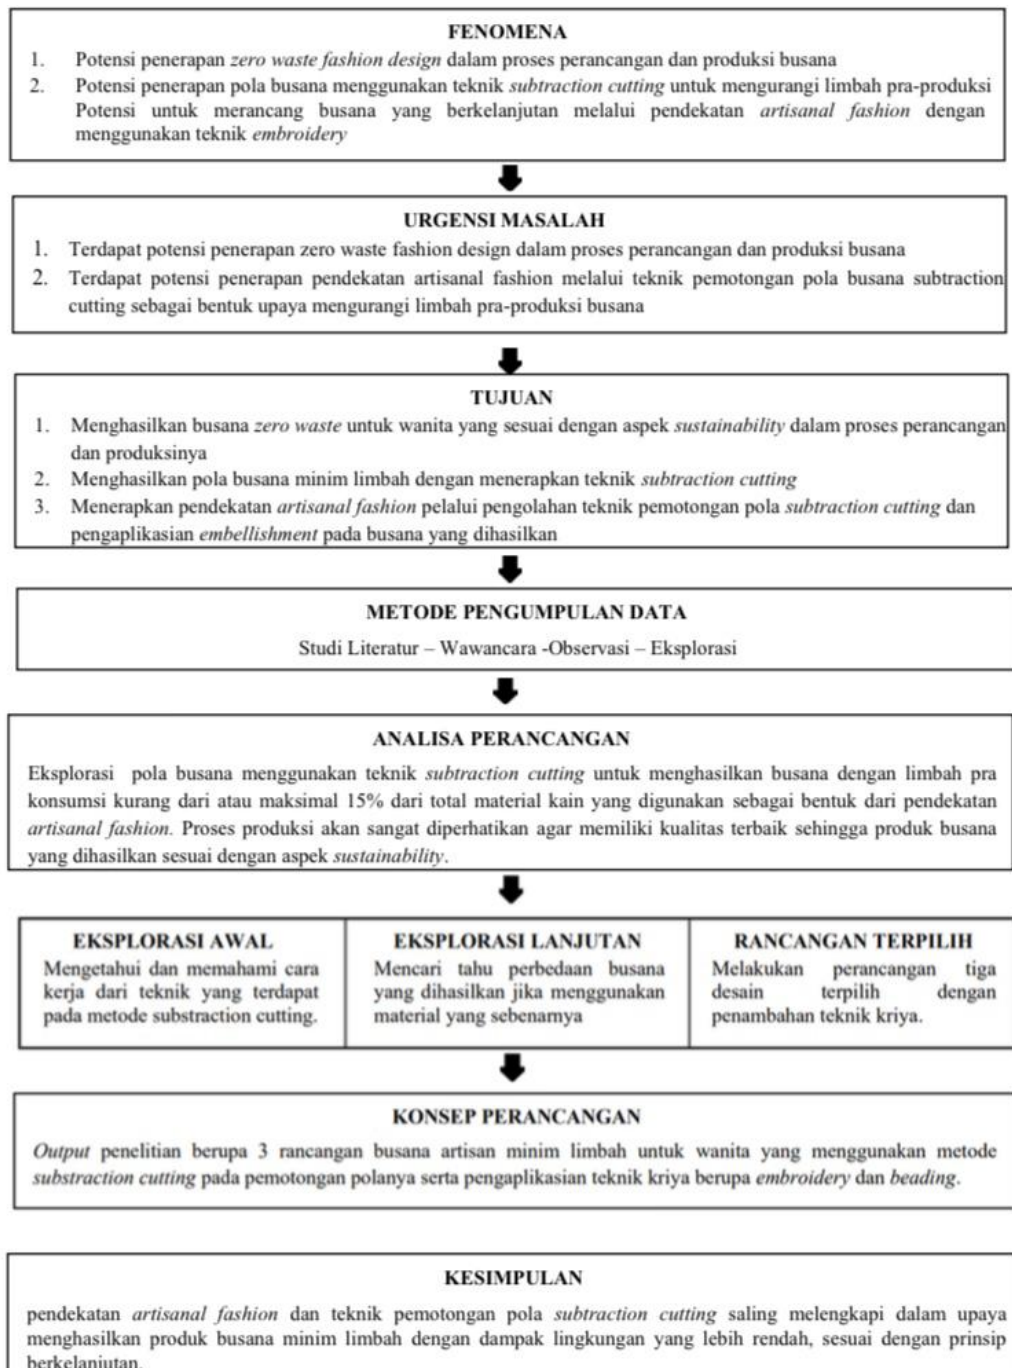 FENOMENA
1. Potensi penerapan zero waste fashion design dalam proses perancangan dan produksi busana
2. Potensi penerapan pola busana menggunakan teknik subtraction cutting untuk mengurangi limbah pra-produksi
Potensi untuk merancang busana yang berkelanjutan melalui pendekatan artisanal fashion dengan
menggunakan teknik embroidery
URGENSI MASALAH
1. Terdapat potensi penerapan zero waste fashion design dalam proses perancangan dan produksi busana
2. Terdapat potensi penerapan pendekatan artisanal fashion melalui teknik pemotongan pola busana subtraction
cutting sebagai bentuk upaya mengurangi limbah pra-produksi busana
TUJUAN
1. Menghasilkan busana zero waste untuk wanita yang sesuai dengan aspek sustainability dalam proses perancangan
dan produksinya
2. Menghasilkan pola busana minim limbah dengan menerapkan teknik subtraction cutting
3. Menerapkan pendekatan artisanal fashion pelalui pengolahan teknik pemotongan pola subtraction cutting dan
pengaplikasian embellishment pada busana yang dihasilkan
METODE PENGUMPULAN DATA
Studi Literatur – Wawancara -Observasi – Eksplorasi
ANALISA PERANCANGAN
Eksplorasi pola busana menggunakan teknik subtraction cutting untuk menghasilkan busana dengan limbah pra
konsumsi kurang dari atau maksimal 15% dari total material kain yang digunakan sebagai bentuk dari pendekatan
artisanal fashion. Proses produksi akan sangat diperhatikan agar memiliki kualitas terbaik sehingga produk busana
yang dihasilkan sesuai dengan aspek sustainability.
EKSPLORASI AWAL
Mengetahui dan memahami cara
kerja dari teknik yang terdapat
pada metode substraction cutting.
EKSPLORASI LANJUTAN
Mencari tahu perbedaan busana
yang dihasilkan jika menggunakan
material yang sebenarnya
RANCANGAN TERPILIH
Melakukan perancangan tiga
desain terpilih dengan
penambahan teknik kriya.
KONSEP PERANCANGAN
Output penelitian berupa 3 rancangan busana artisan minim limbah untuk wanita yang menggunakan metode
substraction cutting pada pemotongan polanya serta pengaplikasian teknik kriya berupa embroidery dan beading.
KESIMPULAN
pendekatan artisanal fashion dan teknik pemotongan pola subtraction cutting saling melengkapi dalam upaya
menghasilkan produk busana minim limbah dengan dampak lingkungan yang lebih rendah, sesuai dengan prinsip
berkelanjutan.